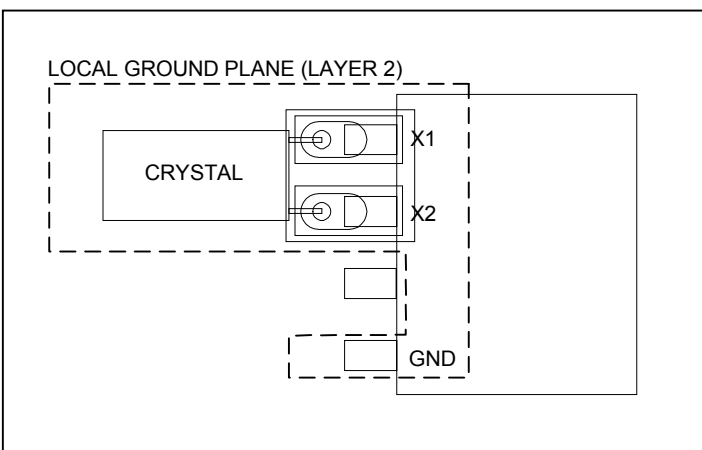 LOCAL GROUND PLANE (LAYER 2)
X1
CRYSTAL
X2
GND